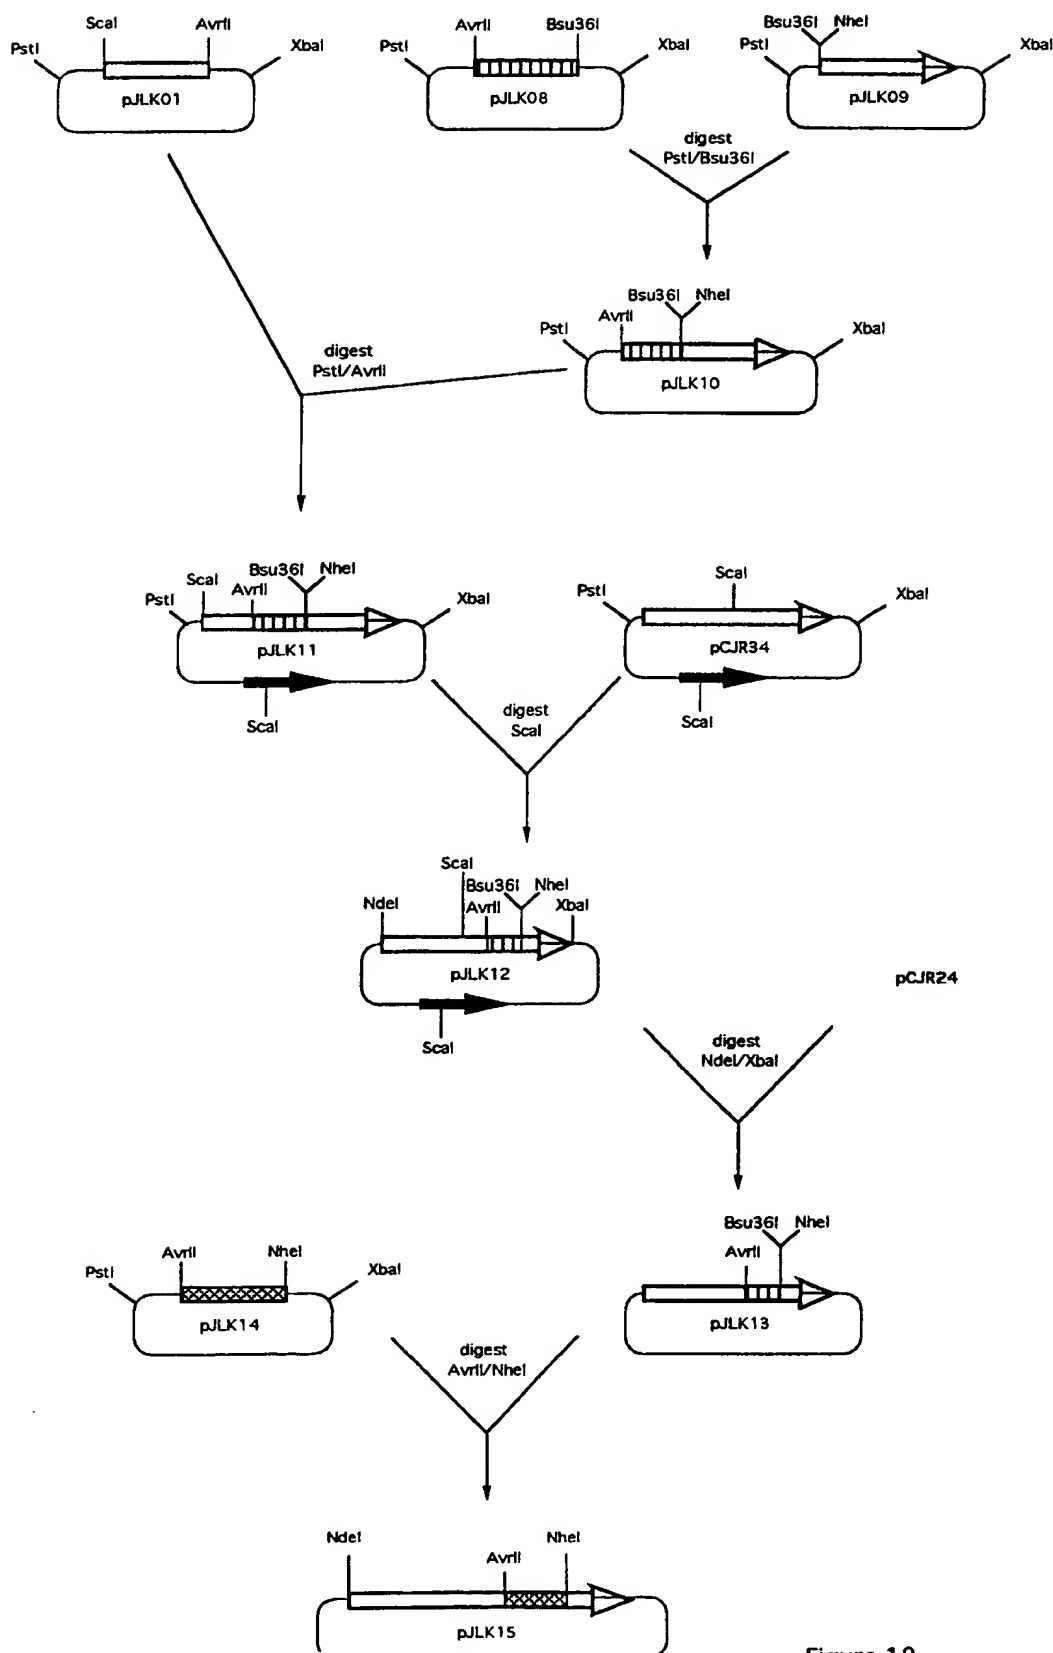 ScaI AvrII
PstI XbaI
pJLK01
AvrII Bsu36I
PstI XbaI
pJLK08
Bsu36I NheI
PstI XbaI
pJLK09
digest
PstI/Bsu36I
Bsu36I NheI
AvrII
PstI XbaI
pJLK10
digest
PstI/AvrII
Bsu36I NheI
ScaI AvrII
PstI XbaI
pJLK11
ScaI
ScaI
PstI XbaI
pCJR34
ScaI
digest
ScaI
ScaI
Bsu36I NheI
NdeI AvrII XbaI
pJLK12
ScaI
pCJR24
digest
NdeI/XbaI
Bsu36I NheI
AvrII
pJLK13
AvrII NheI
PstI XbaI
pJLK14
digest
AvrII/NheI
NdeI NheI
AvrII
pJLK15